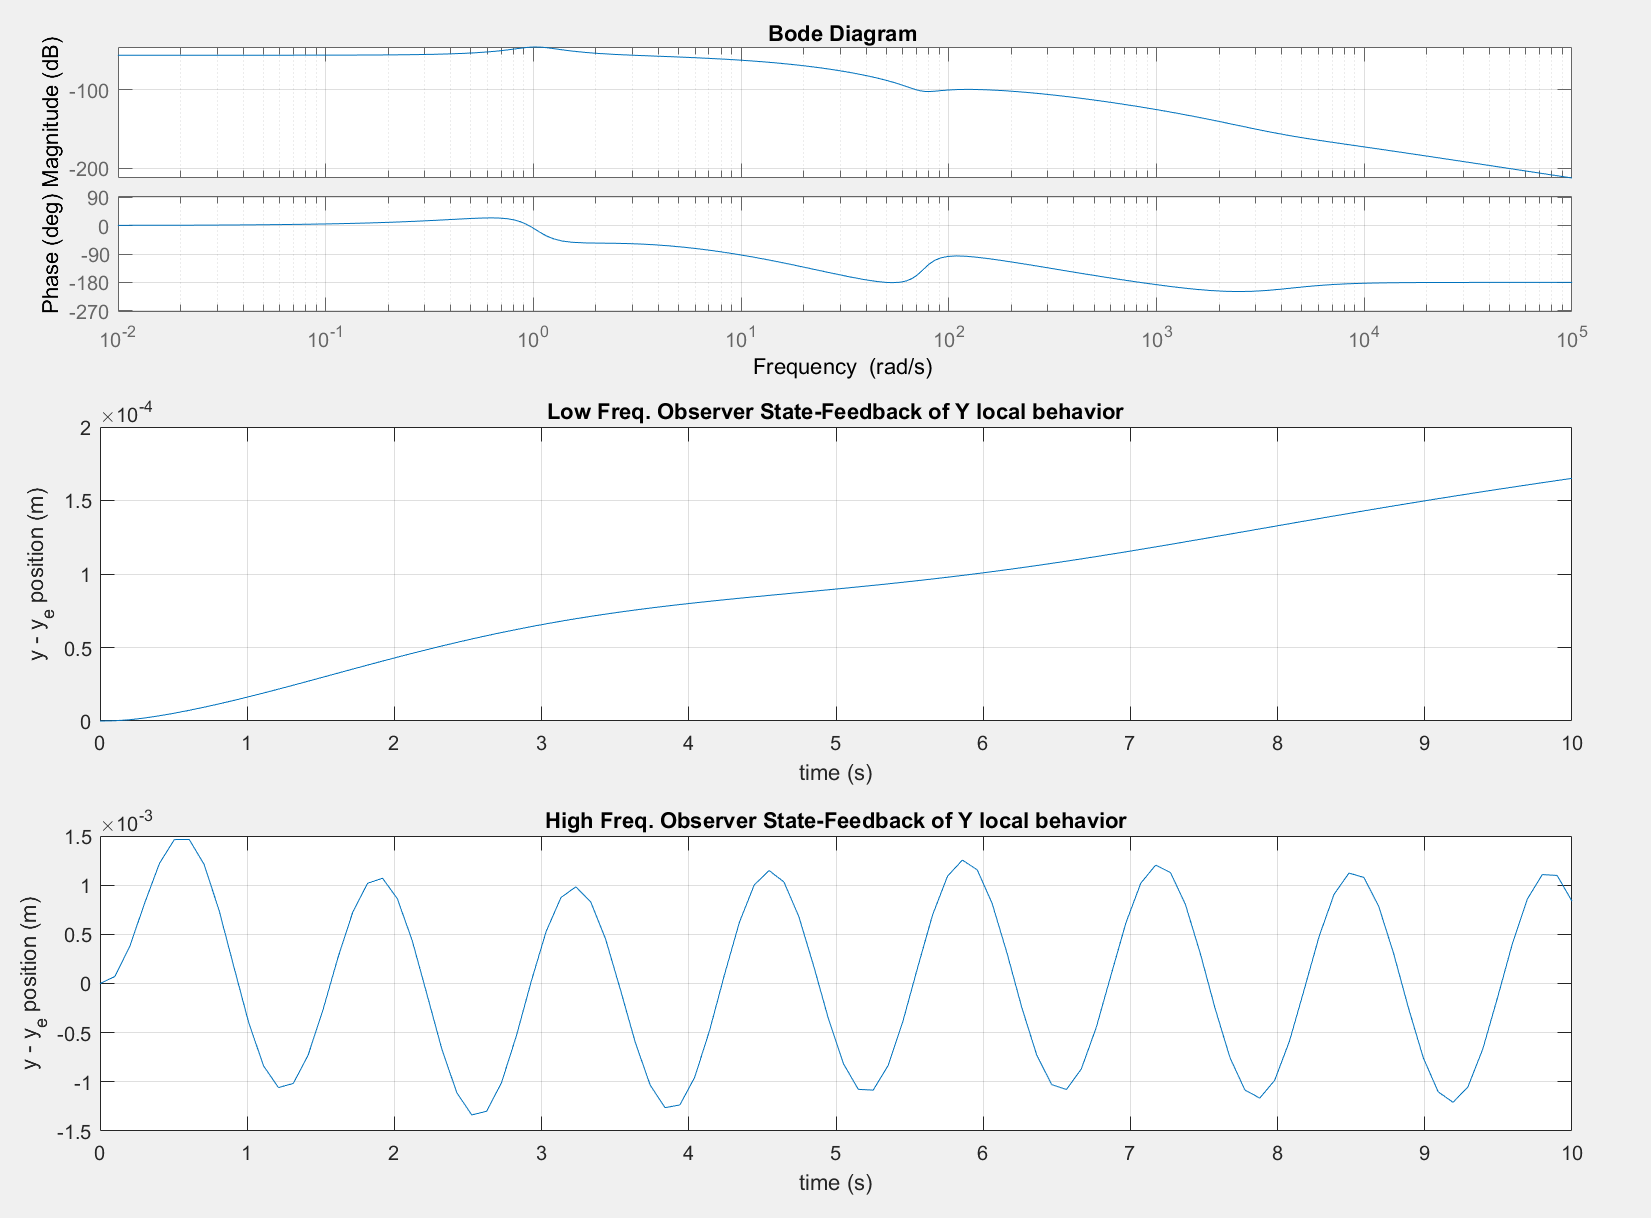 Bode Diagram
Magnitude (dB)
-100
-200
Phase (deg)
90
0
-90
-180
-270
10^-2 10^-1 10^0 10^1 10^2 10^3 10^4 10^5
Frequency (rad/s)
Low Freq. Observer State-Feedback of Y local behavior
×10^-4
y - y_e position (m)
2
1.5
1
0.5
0
0 1 2 3 4 5 6 7 8 9 10
time (s)
High Freq. Observer State-Feedback of Y local behavior
×10^-3
y - y_e position (m)
1.5
1
0.5
0
-0.5
-1
-1.5
0 1 2 3 4 5 6 7 8 9 10
time (s)